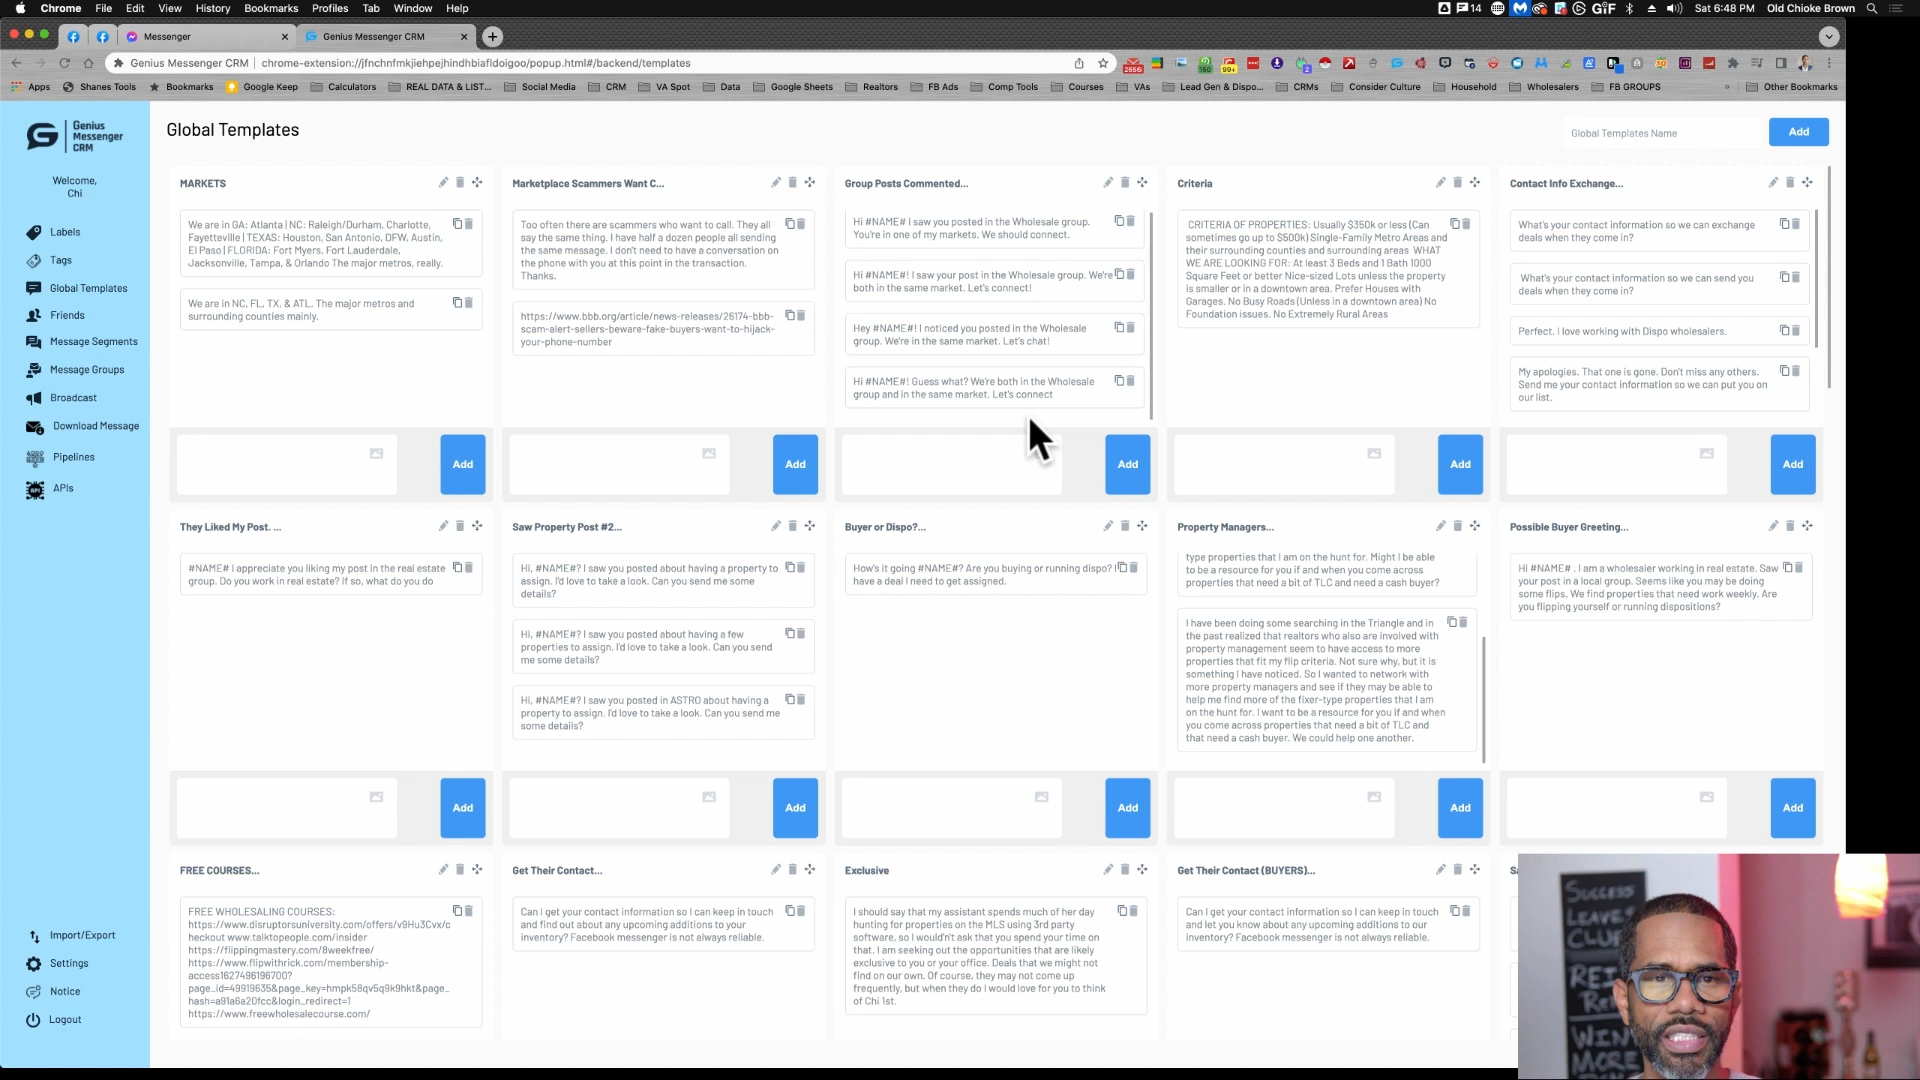 Chrome File Edit View History Bookmarks Profiles Tab Window Help
14 GiF Sat 6:48 PM Old Chioke Brown
Messenger
Genius Messenger CRM
Genius Messenger CRM | chrome-extension://jfnchnfmkjiehpejhindhbiafldoigoo/popup.html#/backend/templates
Apps Shanes Tools Bookmarks Google Keep Calculators REAL DATA & LIST... Social Media CRM VA Spot Data Google Sheets Realtors FB Ads Comp Tools Courses VAs Lead Gen & Dispo... CRMs Consider Culture Household Wholesalers FB GROUPS » Other Bookmarks
Genius
Messenger
CRM
Welcome,
Chi
Labels
Tags
Global Templates
Friends
Message Segments
Message Groups
Broadcast
Download Message
Pipelines
APIs
Import/Export
Settings
Notice
Logout
Global Templates
Global Templates Name
Add
MARKETS
We are in GA: Atlanta | NC: Raleigh/Durham, Charlotte,
Fayetteville | TEXAS: Houston, San Antonio, DFW, Austin,
El Paso | FLORIDA: Fort Myers, Fort Lauderdale,
Jacksonville, Tampa, & Orlando The major metros, really.
We are in NC, FL, TX, & ATL. The major metros and
surrounding counties mainly.
Add
Marketplace Scammers Want C...
Too often there are scammers who want to call. They all
say the same thing. I have half a dozen people all sending
the same message. I don't need to have a conversation on
the phone with you at this point in the transaction.
Thanks.
https://www.bbb.org/article/news-releases/26174-bbb-
scam-alert-sellers-beware-fake-buyers-want-to-hijack-
your-phone-number
Add
Group Posts Commented...
Hi #NAME# I saw you posted in the Wholesale group.
You're in one of my markets. We should connect.
Hi #NAME#! I saw your post in the Wholesale group. We're
both in the same market. Let's connect!
Hey #NAME#! I noticed you posted in the Wholesale
group. We're in the same market. Let's chat!
Hi #NAME#! Guess what? We're both in the Wholesale
group and in the same market. Let's connect
Add
Criteria
CRITERIA OF PROPERTIES: Usually $350k or less (Can
sometimes go up to $500k) Single-Family Metro Areas and
their surrounding counties and surrounding areas WHAT
WE ARE LOOKING FOR: At least 3 Beds and 1 Bath 1000
Square Feet or better Nice-sized Lots unless the property
is smaller or in a downtown area. Prefer Houses with
Garages. No Busy Roads (Unless in a downtown area) No
Foundation issues. No Extremely Rural Areas
Add
Contact Info Exchange...
What's your contact information so we can exchange
deals when they come in?
What's your contact information so we can send you
deals when they come in?
Perfect. I love working with Dispo wholesalers.
My apologies. That one is gone. Don't miss any others.
Send me your contact information so we can put you on
our list.
Add
They Liked My Post. ...
#NAME# I appreciate you liking my post in the real estate
group. Do you work in real estate? If so, what do you do
Add
Saw Property Post #2...
Hi, #NAME#? I saw you posted about having a property to
assign. I'd love to take a look. Can you send me some
details?
Hi, #NAME#? I saw you posted about having a few
properties to assign. I'd love to take a look. Can you send
me some details?
Hi, #NAME#? I saw you posted in ASTRO about having a
property to assign. I'd love to take a look. Can you send me
some details?
Add
Buyer or Dispo?...
How's it going #NAME#? Are you buying or running dispo? I
have a deal I need to get assigned.
Add
Property Managers...
type properties that I am on the hunt for. Might I be able
to be a resource for you if and when you come across
properties that need a bit of TLC and need a cash buyer?
I have been doing some searching in the Triangle and in
the past realized that realtors who also are involved with
property management seem to have access to more
properties that fit my flip criteria. Not sure why, but it is
something I have noticed. So I wanted to network with
more property managers and see if they may be able to
help me find more of the fixer-type properties that I am
on the hunt for. I want to be a resource for you if and when
you come across properties that need a bit of TLC and
that need a cash buyer. We could help one another.
Add
Possible Buyer Greeting...
Hi #NAME# . I am a wholesaler working in real estate. Saw
your post in a local group. Seems like you may be doing
some flips. We find properties that need work weekly. Are
you flipping yourself or running dispositions?
Add
FREE COURSES...
FREE WHOLESALING COURSES:
https://www.disruptorsuniversity.com/offers/v9Hu3Cvx/c
heckout www.talktopeople.com/insider
https://flippingmastery.com/8weekfree/
https://www.flipwithrick.com/membership-
access1627496196700?
page_id=49919635&page_key=hmpk58qv5q9k9hkt&page_
hash=a91a6a20fcc&login_redirect=1
https://www.freewholesalecourse.com/
Get Their Contact...
Can I get your contact information so I can keep in touch
and find out about any upcoming additions to your
inventory? Facebook messenger is not always reliable.
Exclusive
I should say that my assistant spends much of her day
hunting for properties on the MLS using 3rd party
software, so I wouldn't ask that you spend your time on
that. I am seeking out the opportunities that are likely
exclusive to you or your office. Deals that we might not
find on our own. Of course, they may not come up
frequently, but when they do I would love for you to think
of Chi 1st.
Get Their Contact (BUYERS)...
Can I get your contact information so I can keep in touch
and let you know about any upcoming additions to our
inventory? Facebook messenger is not always reliable.
SUCCESS
LEAVES
WIN
MORE